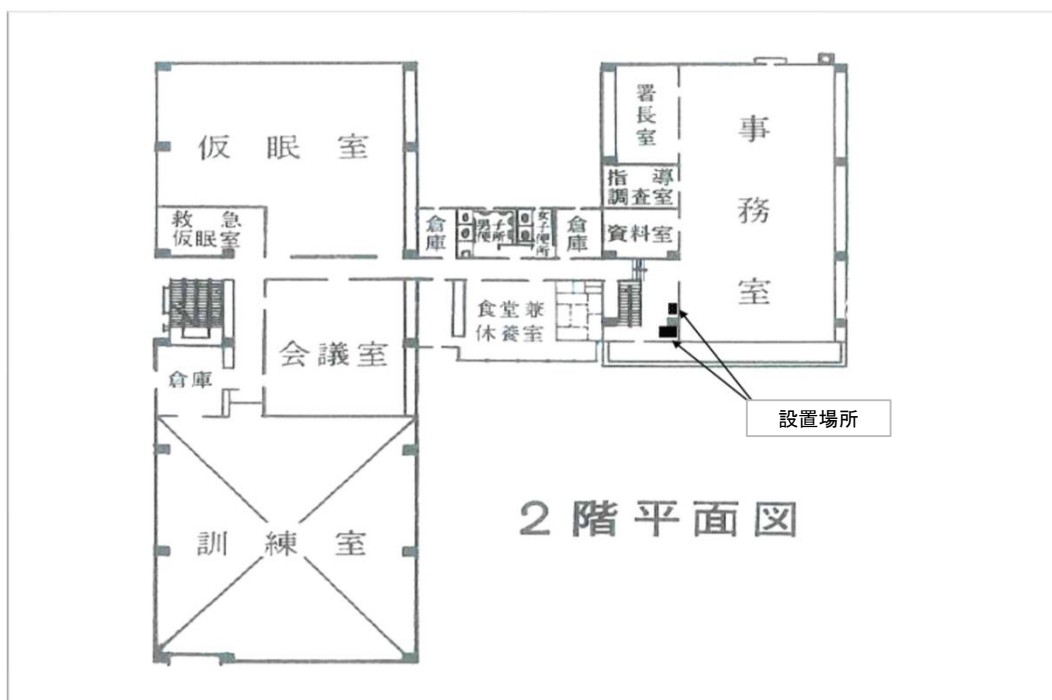 仮眠室
救急
仮眠室
倉庫
男子
便所
女子便所
倉庫
署長室
指導
調査室
資料室
事務室
食堂兼
休養室
会議室
倉庫
設置場所
訓練室
2階平面図